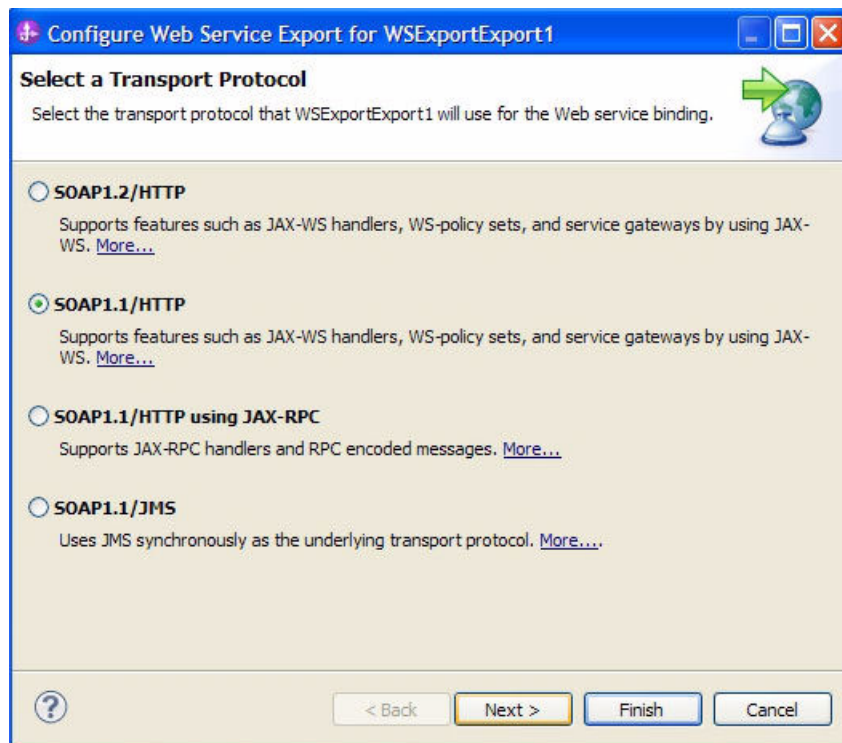 Configure Web Service Export for WSExportExport1
Select a Transport Protocol
Select the transport protocol that WSExportExport1 will use for the Web service binding.
SOAP1.2/HTTP
Supports features such as JAX-WS handlers, WS-policy sets, and service gateways by using JAX-
WS. More...
SOAP1.1/HTTP
Supports features such as JAX-WS handlers, WS-policy sets, and service gateways by using JAX-
WS. More...
SOAP1.1/HTTP using JAX-RPC
Supports JAX-RPC handlers and RPC encoded messages. More...
SOAP1.1/JMS
Uses JMS synchronously as the underlying transport protocol. More....
? < Back Next > Finish Cancel